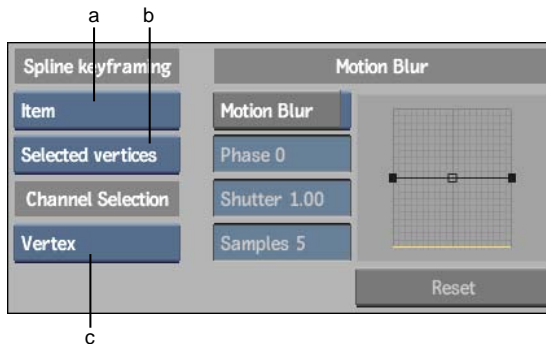 a
b
Spline keyframing
Motion Blur
Item
Motion Blur
Selected vertices
Phase 0
Channel Selection
Shutter 1.00
Vertex
Samples 5
Reset
c